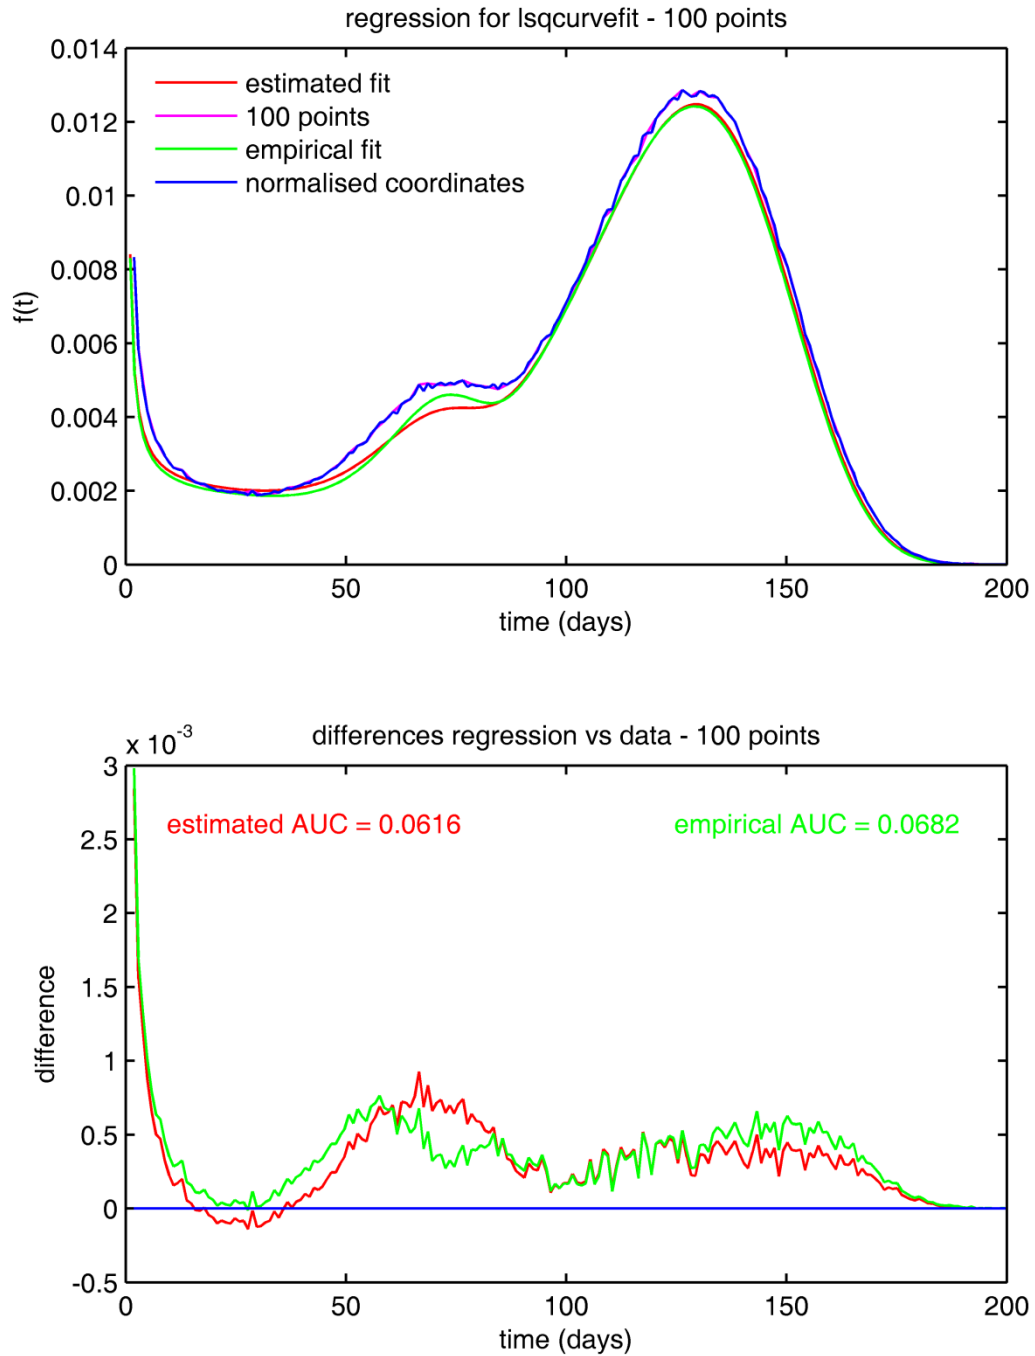 regression for lsqcurvefit - 100 points
0.014
0.012
0.01
0.008
0.006
0.004
0.002
0
f(t)
estimated fit
100 points
empirical fit
normalised coordinates
0 50 100 150 200
time (days)
differences regression vs data - 100 points
x 10-3
3
2.5
2
1.5
1
0.5
0
-0.5
difference
estimated AUC = 0.0616
empirical AUC = 0.0682
0 50 100 150 200
time (days)